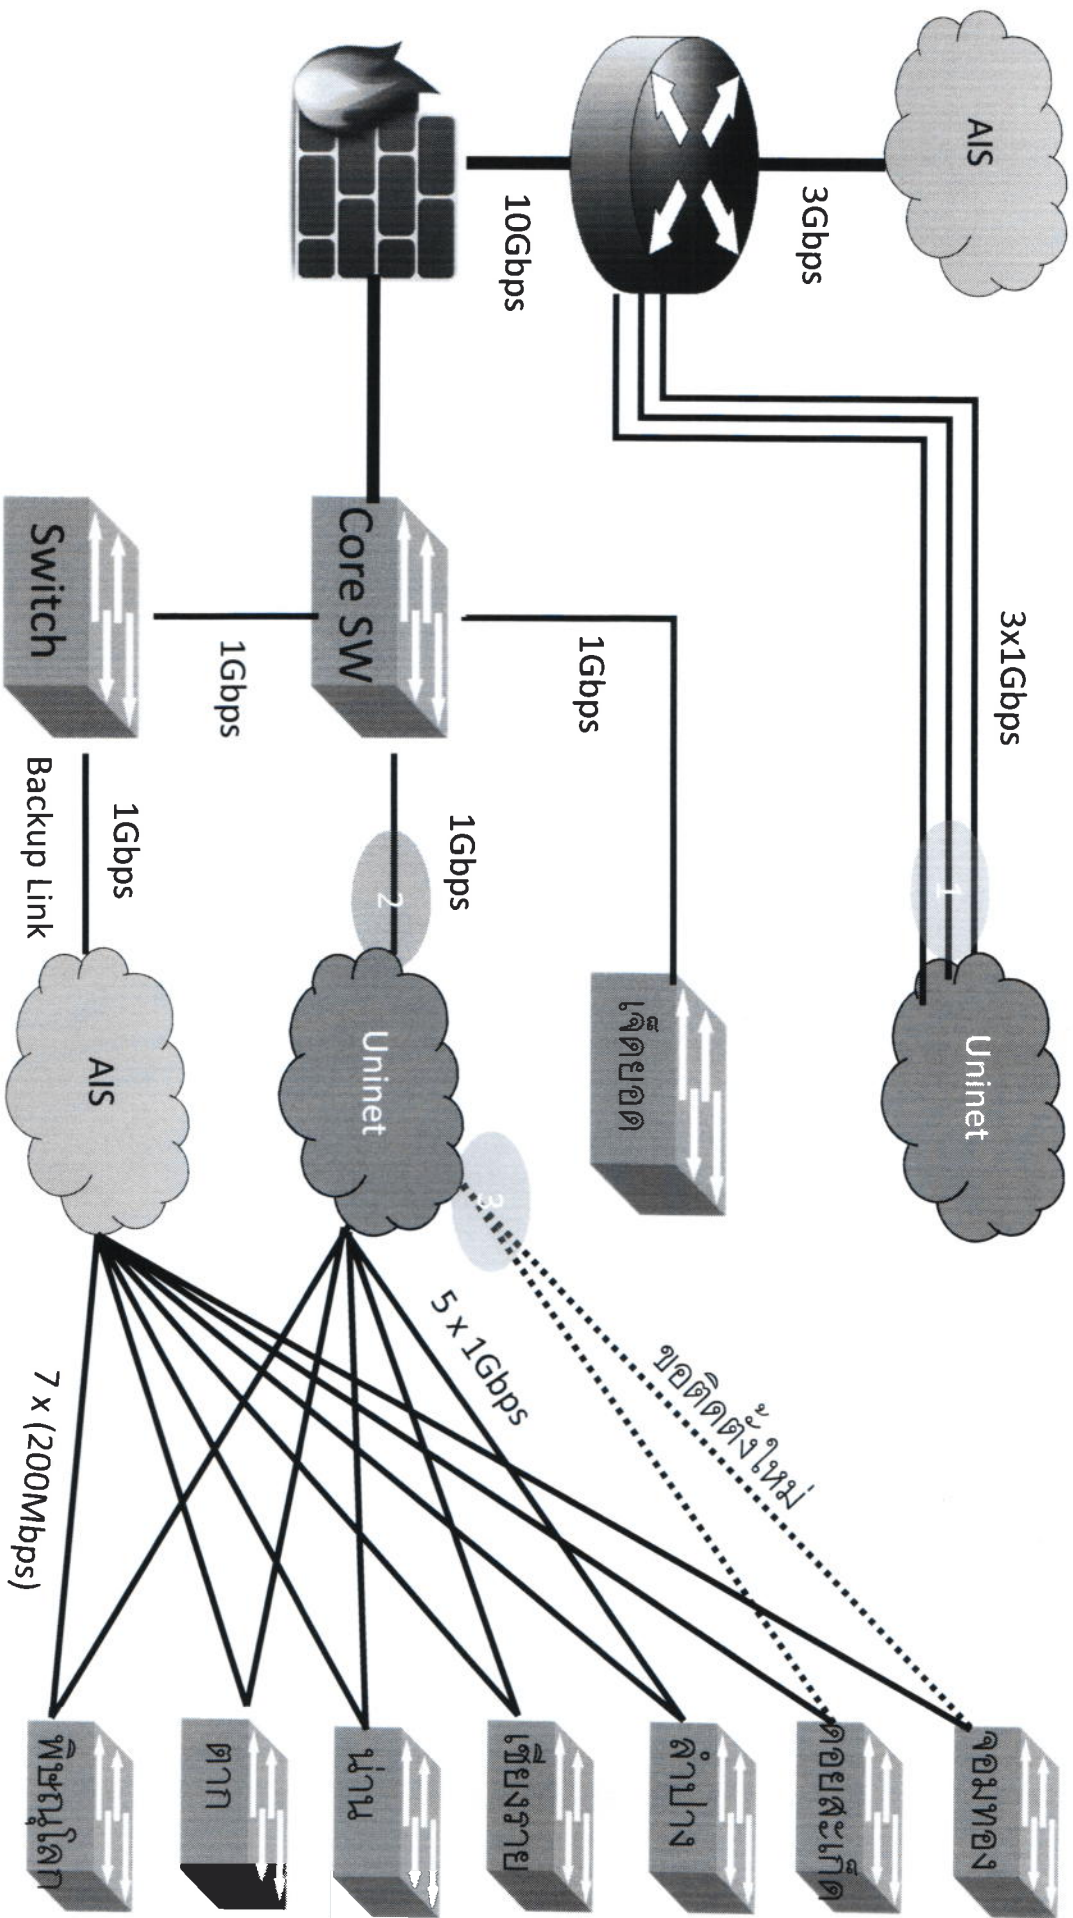 AIS
3Gbps
10Gbps
3x1Gbps
1
Uninet
Core SW
1Gbps
เจ็ดยอด
1Gbps
2
Uninet
3
ขอติดตั้งใหม่
5 x 1Gbps
1Gbps
Switch
1Gbps
Backup Link
AIS
7 x (200Mbps)
จอมทอง
ดอยสะเก็ด
ลำปาง
เชียงราย
น่าน
ตาก
พิษณุโลก